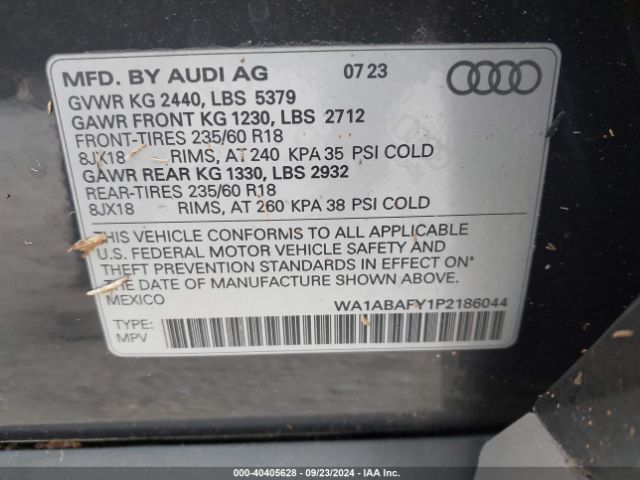 MFD. BY AUDI AG 07 23
GVWR KG 2440, LBS 5379
GAWR FRONT KG 1230, LBS 2712
FRONT-TIRES 235/60 R18
8JX18 RIMS, AT 240 KPA 35 PSI COLD
GAWR REAR KG 1330, LBS 2932
REAR-TIRES 235/60 R18
8JX18 RIMS, AT 260 KPA 38 PSI COLD
THIS VEHICLE CONFORMS TO ALL APPLICABLE
U.S. FEDERAL MOTOR VEHICLE SAFETY AND
THEFT PREVENTION STANDARDS IN EFFECT ON*
THE DATE OF MANUFACTURE SHOWN ABOVE.
MEXICO WA1ABAFY1P2186044
TYPE:
MPV
000-40405628 - 09/23/2024 - IAA Inc.